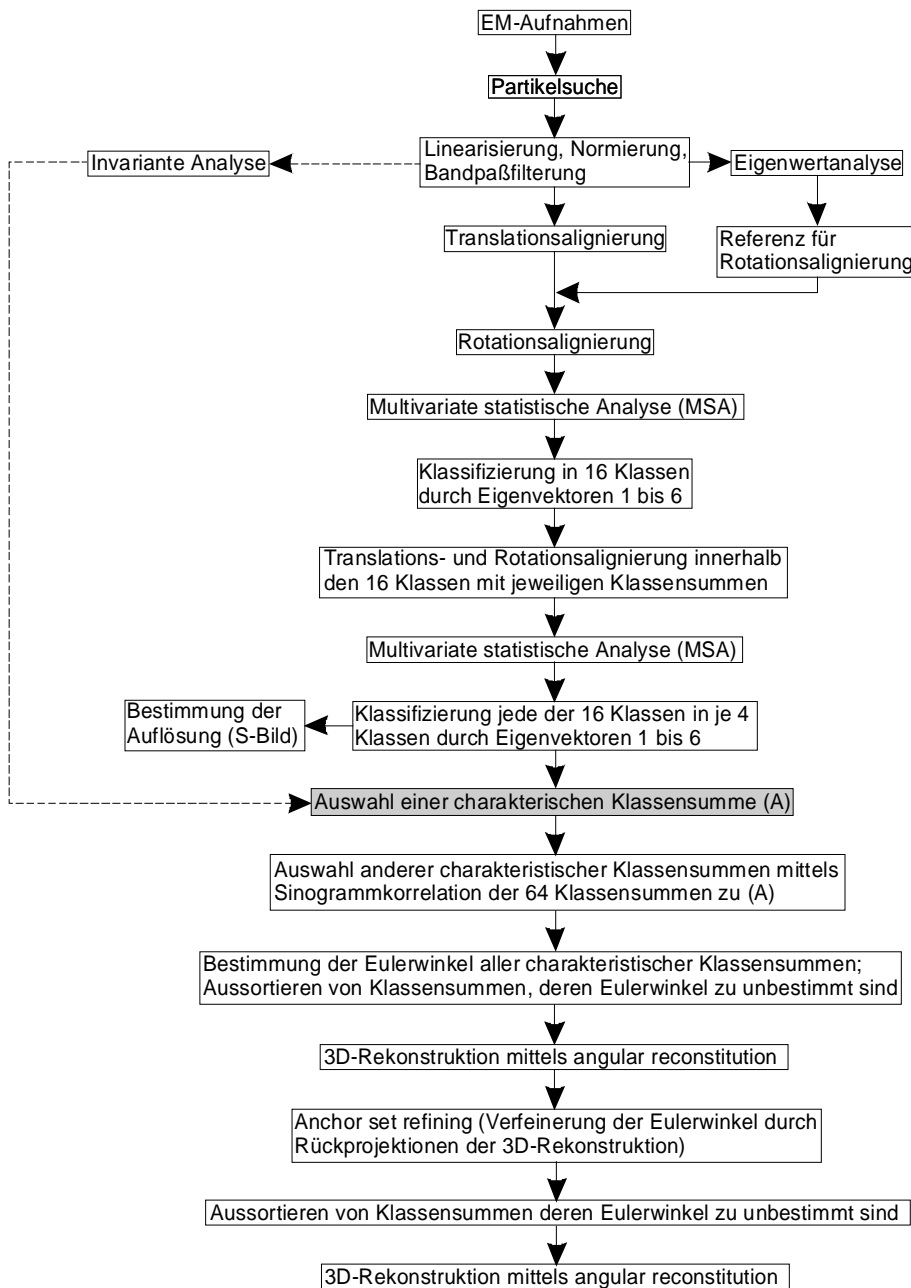 EM-Aufnahmen
Partikelsuche
Invariante Analyse
Linearisierung, Normierung,
Bandpaßfilterung
Eigenwertanalyse
Translationsalignierung
Referenz für
Rotationsalignierung
Rotationsalignierung
Multivariate statistische Analyse (MSA)
Klassifizierung in 16 Klassen
durch Eigenvektoren 1 bis 6
Translations- und Rotationsalignierung innerhalb
den 16 Klassen mit jeweiligen Klassensummen
Multivariate statistische Analyse (MSA)
Bestimmung der
Auflösung (S-Bild)
Klassifizierung jede der 16 Klassen in je 4
Klassen durch Eigenvektoren 1 bis 6
Auswahl einer charakterischen Klassensumme (A)
Auswahl anderer charakteristischer Klassensummen mittels
Sinogrammkorrelation der 64 Klassensummen zu (A)
Bestimmung der Eulerwinkel aller charakteristischer Klassensummen;
Aussortieren von Klassensummen, deren Eulerwinkel zu unbestimmt sind
3D-Rekonstruktion mittels angular reconstitution
Anchor set refining (Verfeinerung der Eulerwinkel durch
Rückprojektionen der 3D-Rekonstruktion)
Aussortieren von Klassensummen deren Eulerwinkel zu unbestimmt sind
3D-Rekonstruktion mittels angular reconstitution